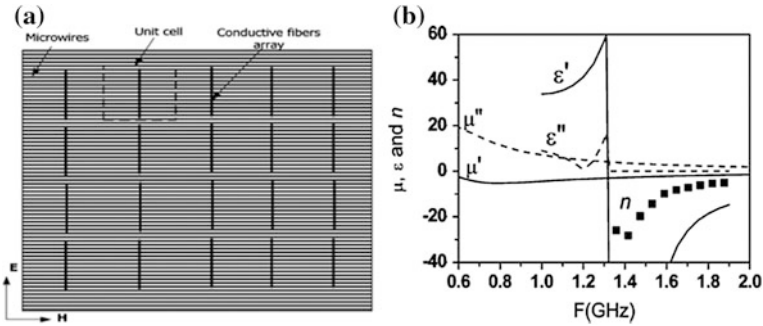 (a)
Microwires
Unit cell
Conductive fibers
array
E
H
(b)
μ, ε and n
60
40
20
0
-20
-40
ε'
μ"
ε"
μ'
n
0.6 0.8 1.0 1.2 1.4 1.6 1.8 2.0
F(GHz)